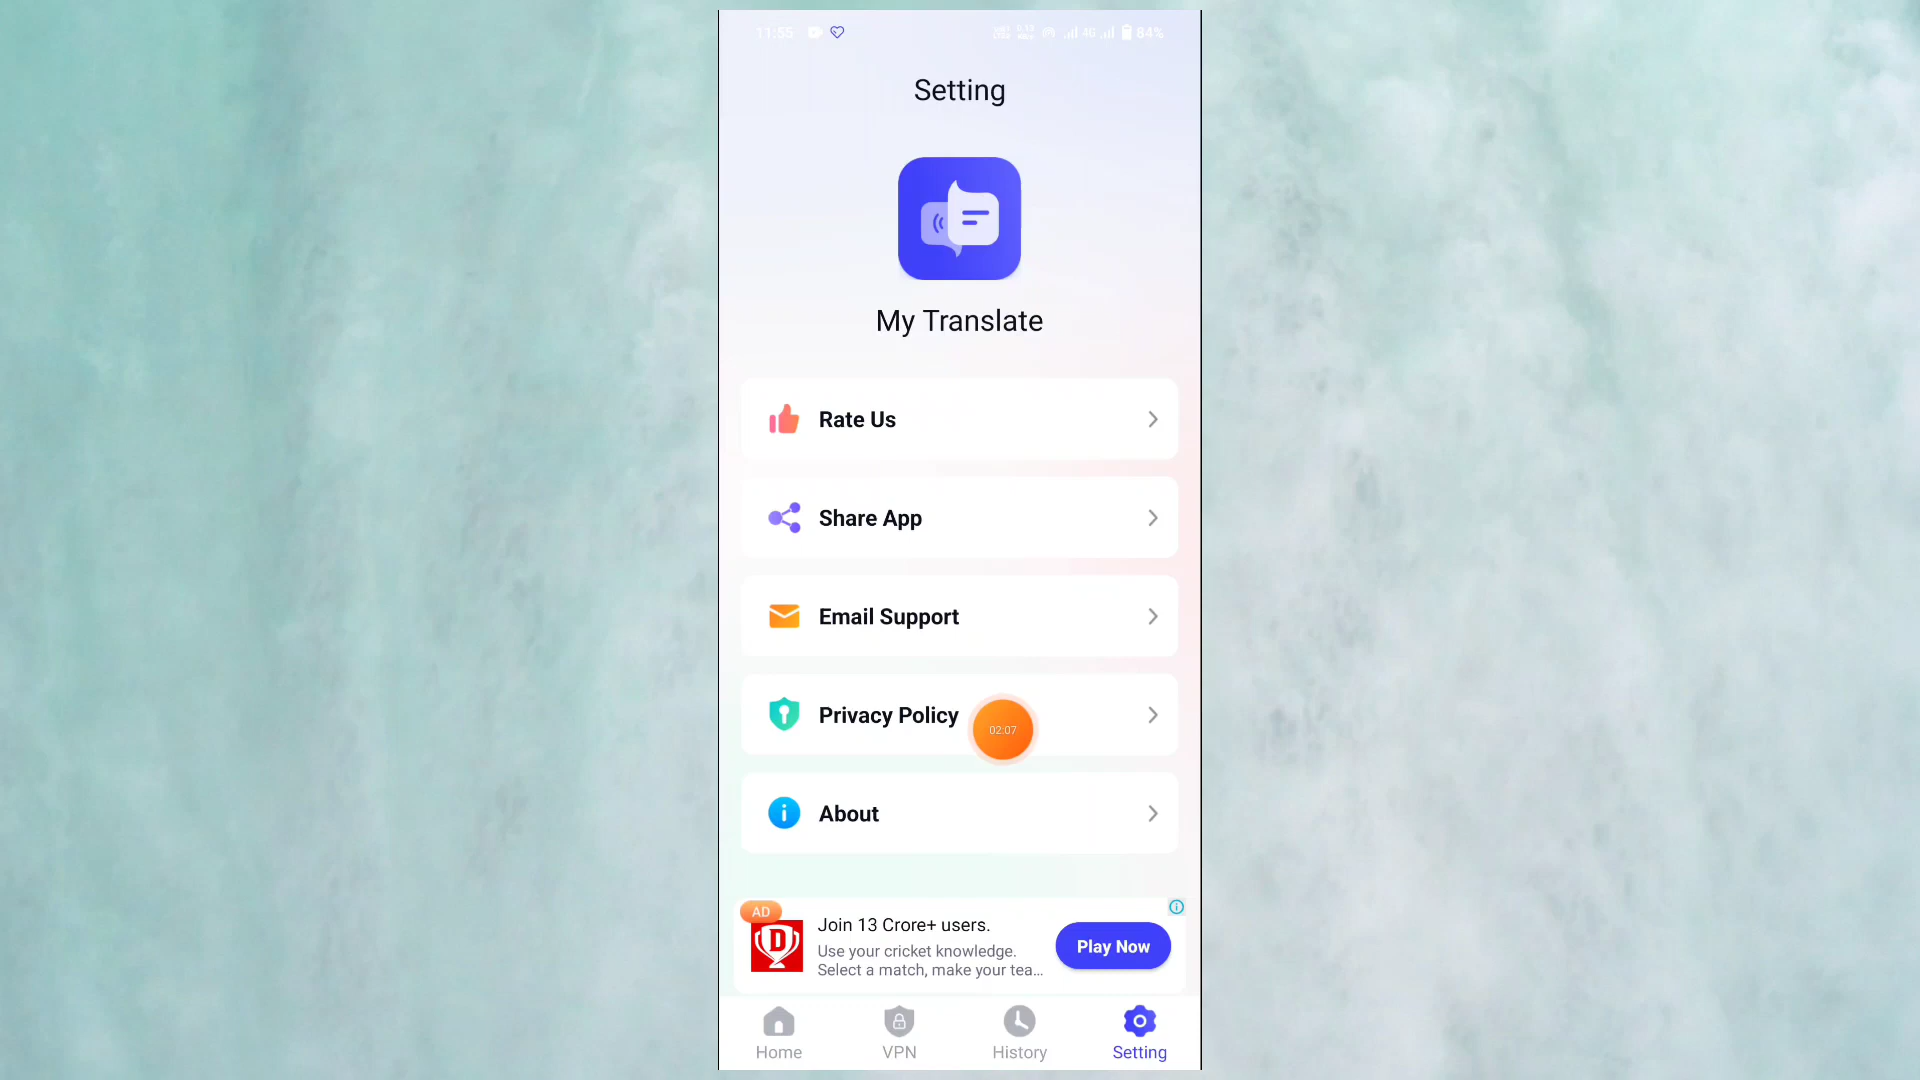 11:55
4G 84%
Setting
My Translate
Rate Us
Share App
Email Support
Privacy Policy
02:07
About
AD
Join 13 Crore+ users.
Use your cricket knowledge.
Select a match, make your tea...
Play Now
D
Home
VPN
History
Setting